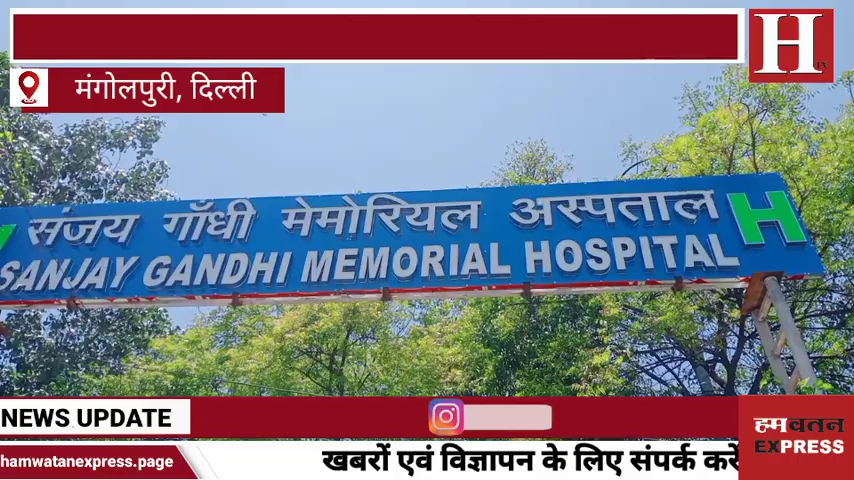 H
मंगोलपुरी, दिल्ली
संजय गाँधी मेमोरियल अस्पताल H
SANJAY GANDHI MEMORIAL HOSPITAL
NEWS UPDATE
हमवतन
EXPRESS
hamwatanexpress.page
खबरों एवं विज्ञापन के लिए संपर्क करें